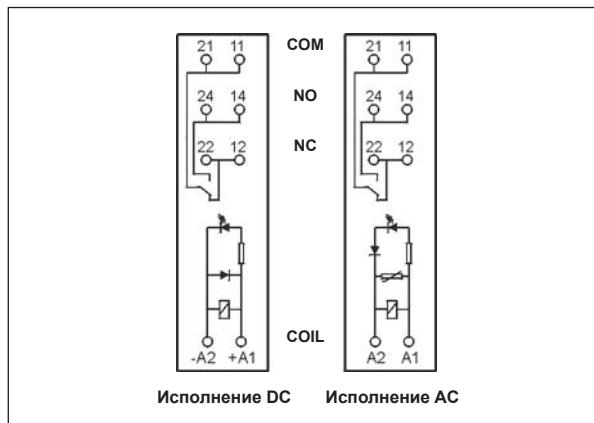 21 11 COM 21 11
24 14 NO 24 14
22 12 NC 22 12
COIL
-A2 +A1 A2 A1
Исполнение DC Исполнение AC